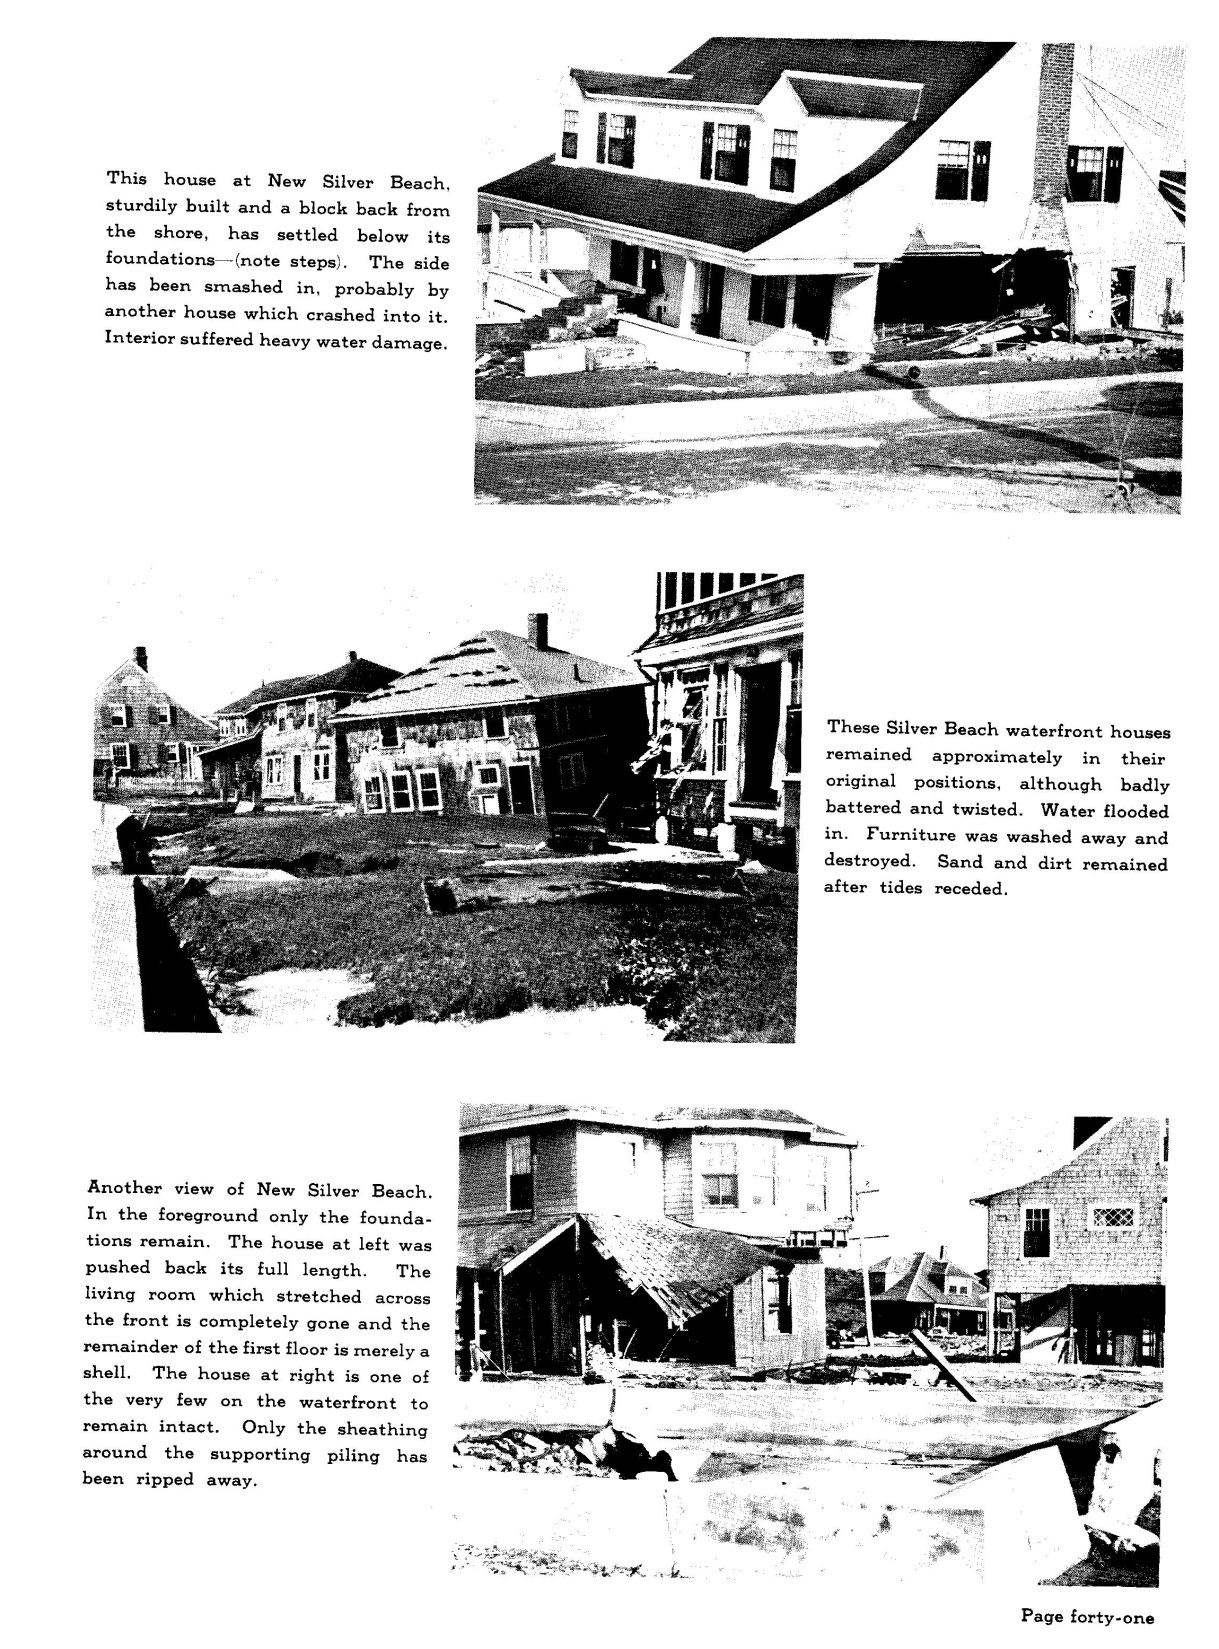 This house at New Silver Beach,
sturdily built and a block back from
the shore, has settled below its
foundations—(note steps). The side
has been smashed in, probably by
another house which crashed into it.
Interior suffered heavy water damage.
These Silver Beach waterfront houses
remained approximately in their
original positions, although badly
battered and twisted. Water flooded
in. Furniture was washed away and
destroyed. Sand and dirt remained
after tides receded.
Another view of New Silver Beach.
In the foreground only the founda-
tions remain. The house at left was
pushed back its full length. The
living room which stretched across
the front is completely gone and the
remainder of the first floor is merely a
shell. The house at right is one of
the very few on the waterfront to
remain intact. Only the sheathing
around the supporting piling has
been ripped away.
Page forty-one